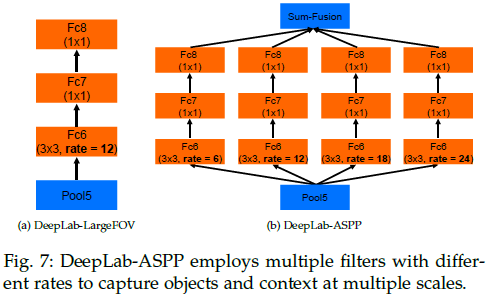 Fc8
(1x1)
Fc7
(1x1)
Fc6
(3x3, rate = 12)
Pool5
(a) DeepLab-LargeFOV
Sum-Fusion
Fc8 Fc8 Fc8 Fc8
(1x1) (1x1) (1x1) (1x1)
Fc7 Fc7 Fc7 Fc7
(1x1) (1x1) (1x1) (1x1)
Fc6 Fc6 Fc6 Fc6
(3x3, rate = 6) (3x3, rate = 12) (3x3, rate = 18) (3x3, rate = 24)
Pool5
(b) DeepLab-ASPP
Fig. 7: DeepLab-ASPP employs multiple filters with differ-
ent rates to capture objects and context at multiple scales.